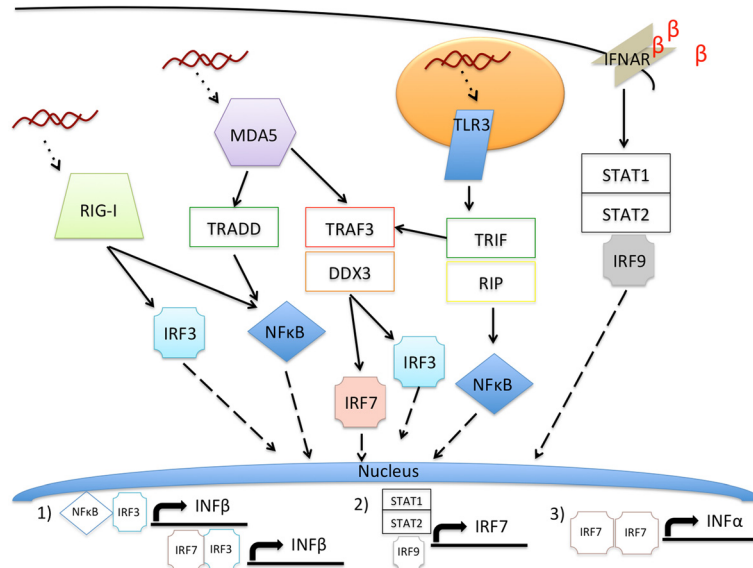 β
β
β
IFNAR
TLR3
MDA5
RIG-I
STAT1
STAT2
TRADD
TRAF3
TRIF
DDX3
RIP
IRF9
IRF3
NFκB
IRF3
IRF7
NFκB
Nucleus
1)
NFκB
IRF3
INFβ
IRF7
IRF3
INFβ
2)
STAT1
STAT2
IRF9
IRF7
3)
IRF7
IRF7
INFα